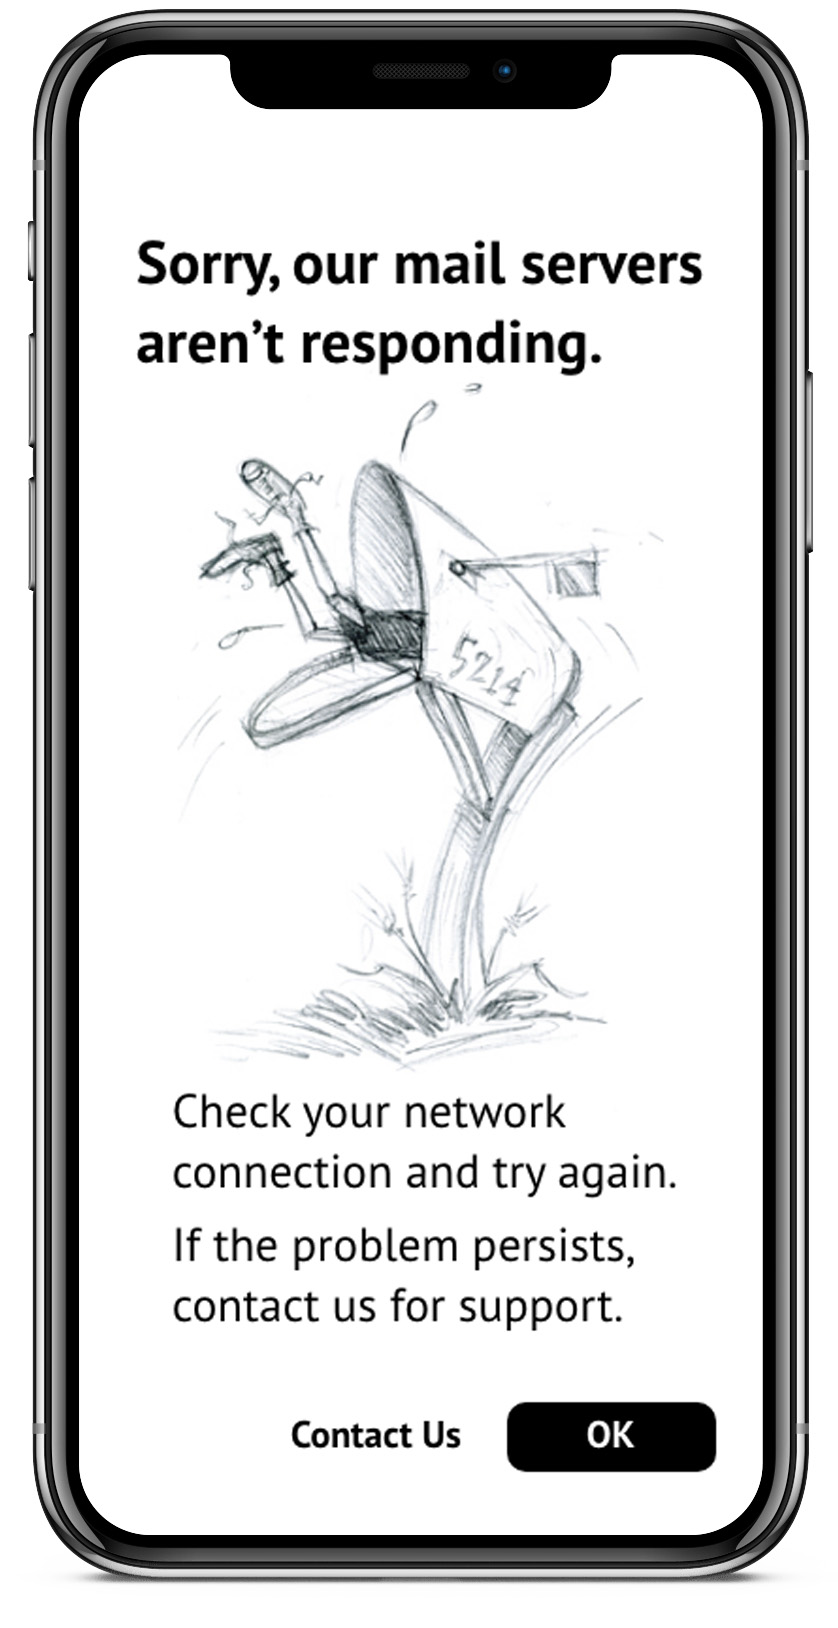 Sorry, our mail servers
aren’t responding.
5214
Check your network
connection and try again.
If the problem persists,
contact us for support.
Contact Us
OK